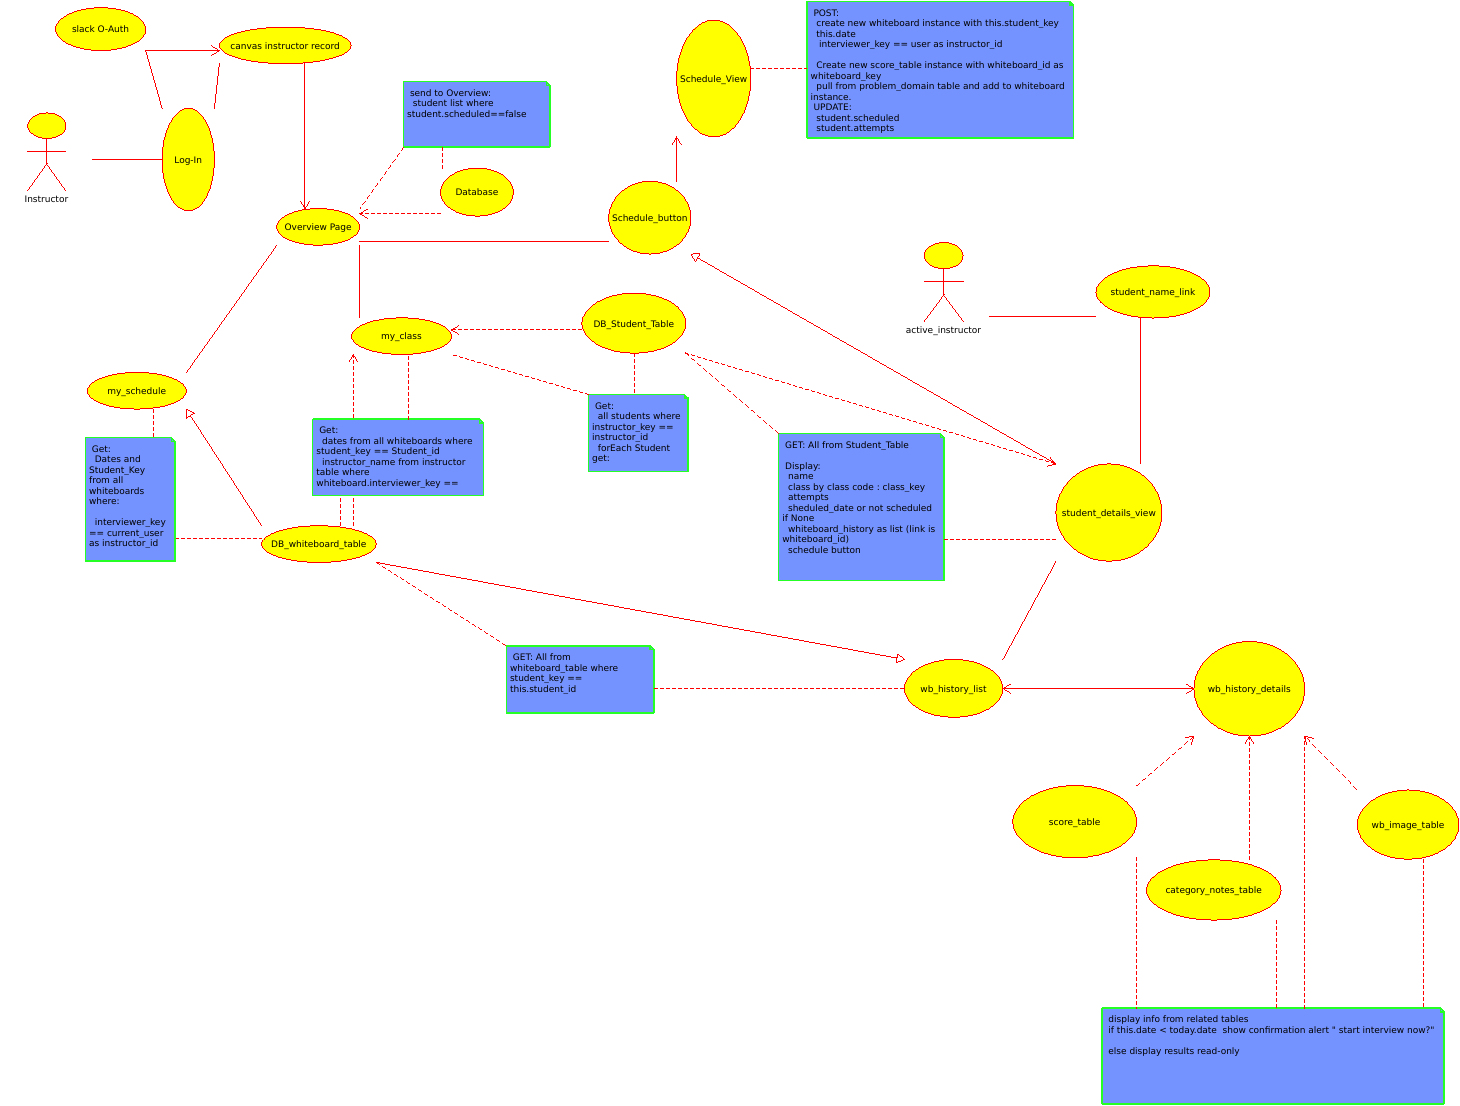 slack O-Auth
canvas instructor record
Log-In
Instructor
send to Overview:
student list where
student.scheduled==false
Database
Overview Page
Schedule_View
POST:
create new whiteboard instance with this.student_key
this.date
interviewer_key == user as instructor_id
Create new score_table instance with whiteboard_id as
whiteboard_key
pull from problem_domain table and add to whiteboard
instance.
UPDATE:
student.scheduled
student.attempts
Schedule_button
active_instructor
student_name_link
my_class
DB_Student_Table
my_schedule
Get:
Dates and
Student_Key
from all
whiteboards
where:
interviewer_key
== current_user
as instructor_id
Get:
dates from all whiteboards where
student_key == Student_id
instructor_name from instructor
table where
whiteboard.interviewer_key ==
Get:
all students where
instructor_key ==
instructor_id
forEach Student
get:
GET: All from Student_Table
Display:
name
class by class code : class_key
attempts
sheduled_date or not scheduled
if None
whiteboard_history as list (link is
whiteboard_id)
schedule button
student_details_view
DB_whiteboard_table
GET: All from
whiteboard_table where
student_key ==
this.student_id
wb_history_list
wb_history_details
score_table
category_notes_table
wb_image_table
display info from related tables
if this.date < today.date  show confirmation alert " start interview now?"
else display results read-only